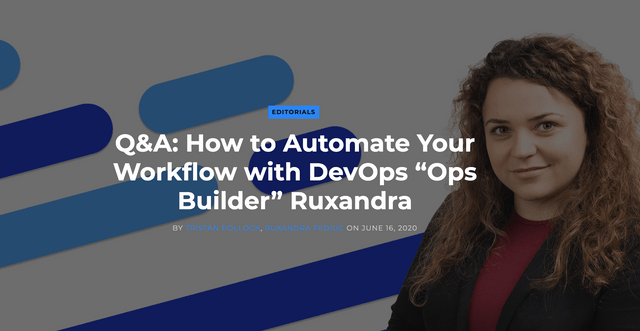 EDITORIALS
Q&A: How to Automate Your
Workflow with DevOps “Ops
Builder” Ruxandra
BY , ON JUNE 16, 2020